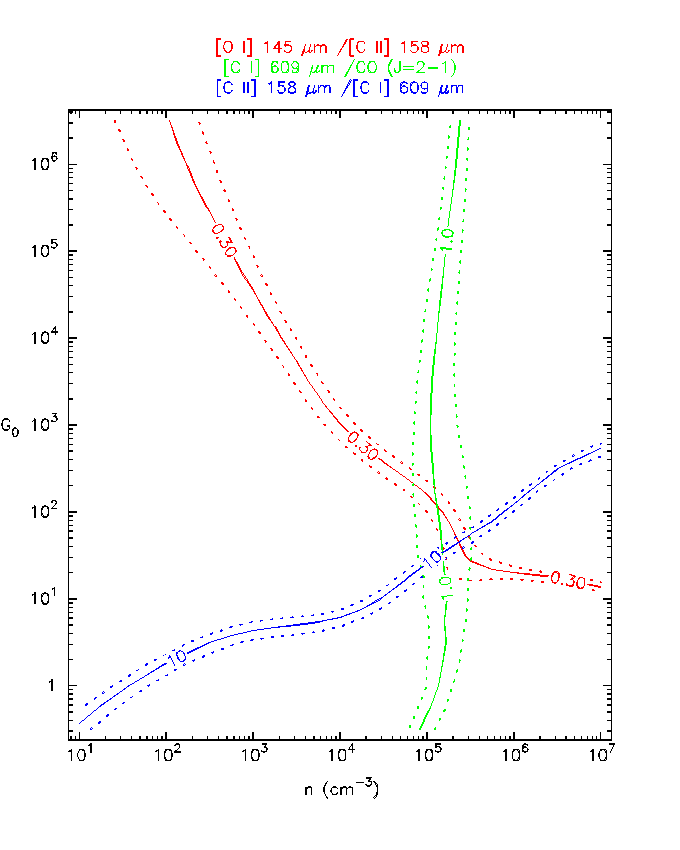 [O I] 145 μm /[C II] 158 μm
[C I] 609 μm /CO (J=2-1)
[C II] 158 μm /[C I] 609 μm
10⁶
0.30
1.0
10⁵
10⁴
10³
G₀
0.30
10²
10
0.30
1.0
10¹
10
1
10¹ 10² 10³ 10⁴ 10⁵ 10⁶ 10⁷
n (cm⁻³)